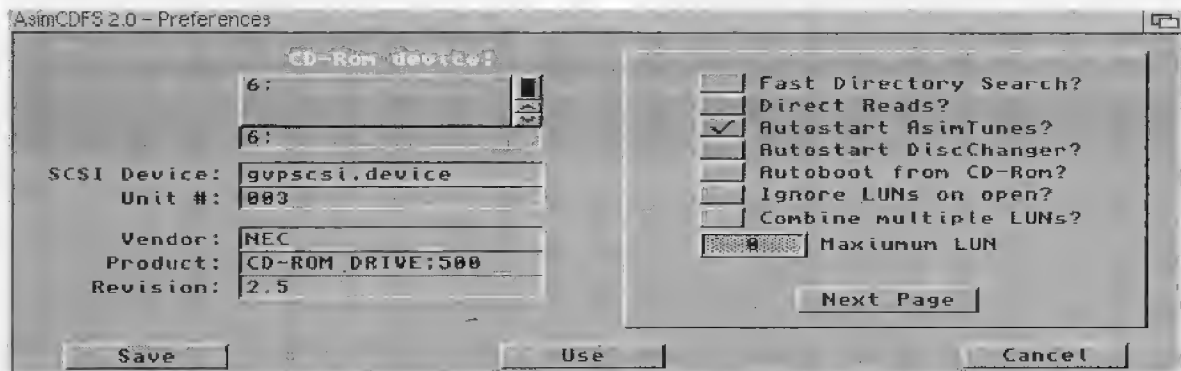 AsimCDFS 2.0 – Preferences
CD-Rom device:
6:
6:
SCSI Device: gvpscsi.device
Unit #: 003
Vendor: NEC
Product: CD-ROM DRIVE:500
Revision: 2.5
Fast Directory Search?
Direct Reads?
Autostart AsimTunes?
Autostart DiscChanger?
Autoboot from CD-Rom?
Ignore LUNs on open?
Combine multiple LUNs?
0 Maxiumum LUN
Next Page
Save
Use
Cancel